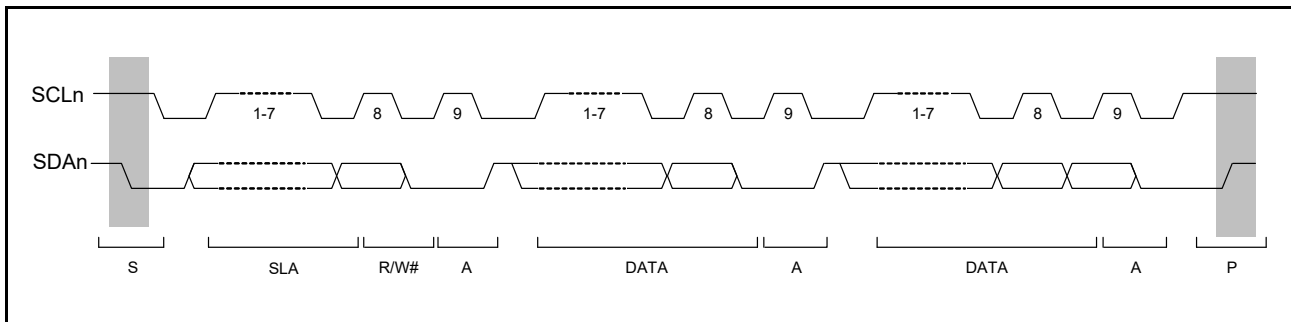 SCLn
1-7 8 9 1-7 8 9 1-7 8 9
SDAn
S SLA R/W# A DATA A DATA A P